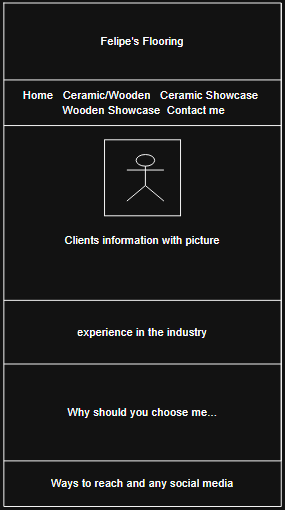 Felipe's Flooring
Home Ceramic/Wooden Ceramic Showcase
Wooden Showcase Contact me
Clients information with picture
experience in the industry
Why should you choose me...
Ways to reach and any social media